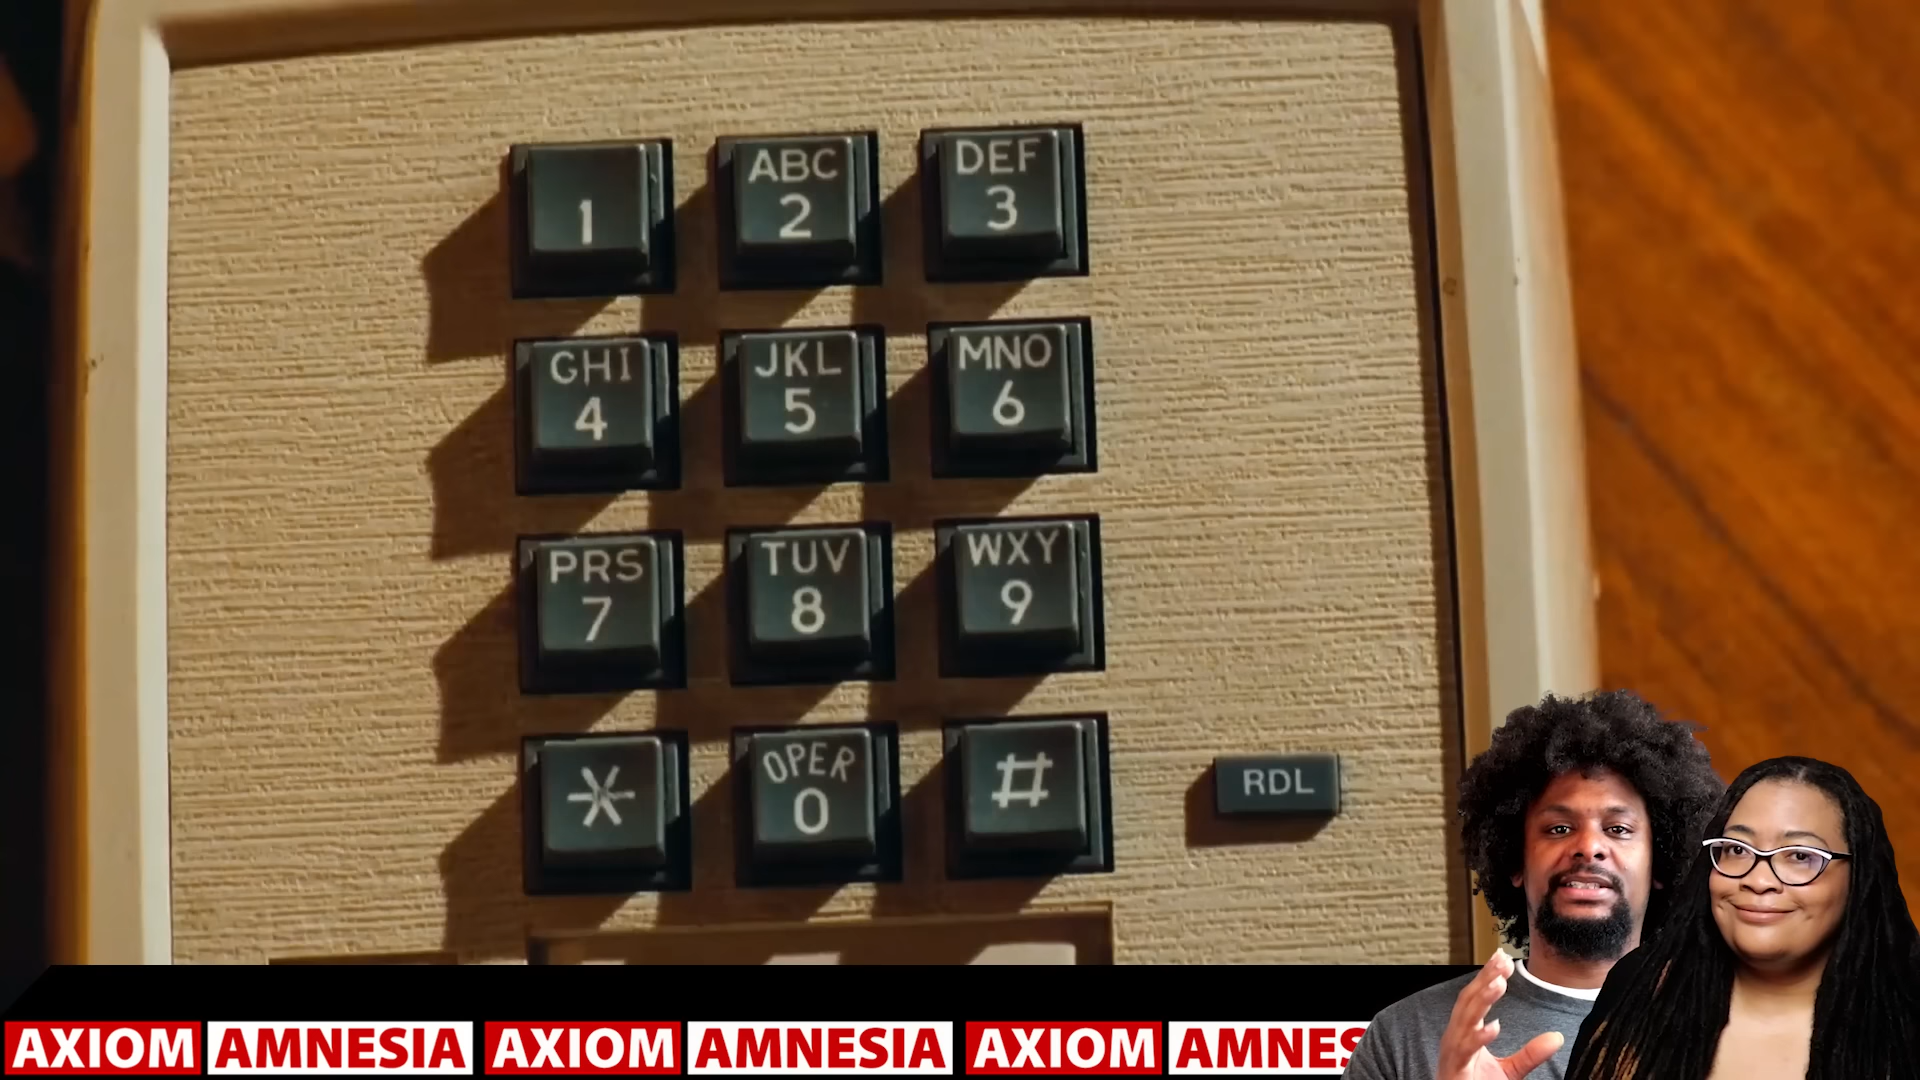 1
ABC
2
DEF
3
GHI
4
JKL
5
MNO
6
PRS
7
TUV
8
WXY
9
*
OPER
0
#
RDL
AXIOM AMNESIA AXIOM AMNESIA AXIOM AMNES